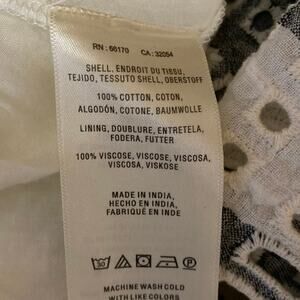 RN: 66170 CA: 32054
SHELL, ENDROIT DU TISSU,
TEJIDO, TESSUTO SHELL, OBERSTOFF
100% COTTON, COTON,
ALGODÓN, COTONE, BAUMWOLLE
LINING, DOUBLURE, ENTRETELA,
FODERA, FUTTER
100% VISCOSE, VISCOSE, VISCOSA,
VISCOSA, VISKOSE
MADE IN INDIA,
HECHO EN INDIA,
FABRIQUÉ EN INDE
MACHINE WASH COLD
WITH LIKE COLORS